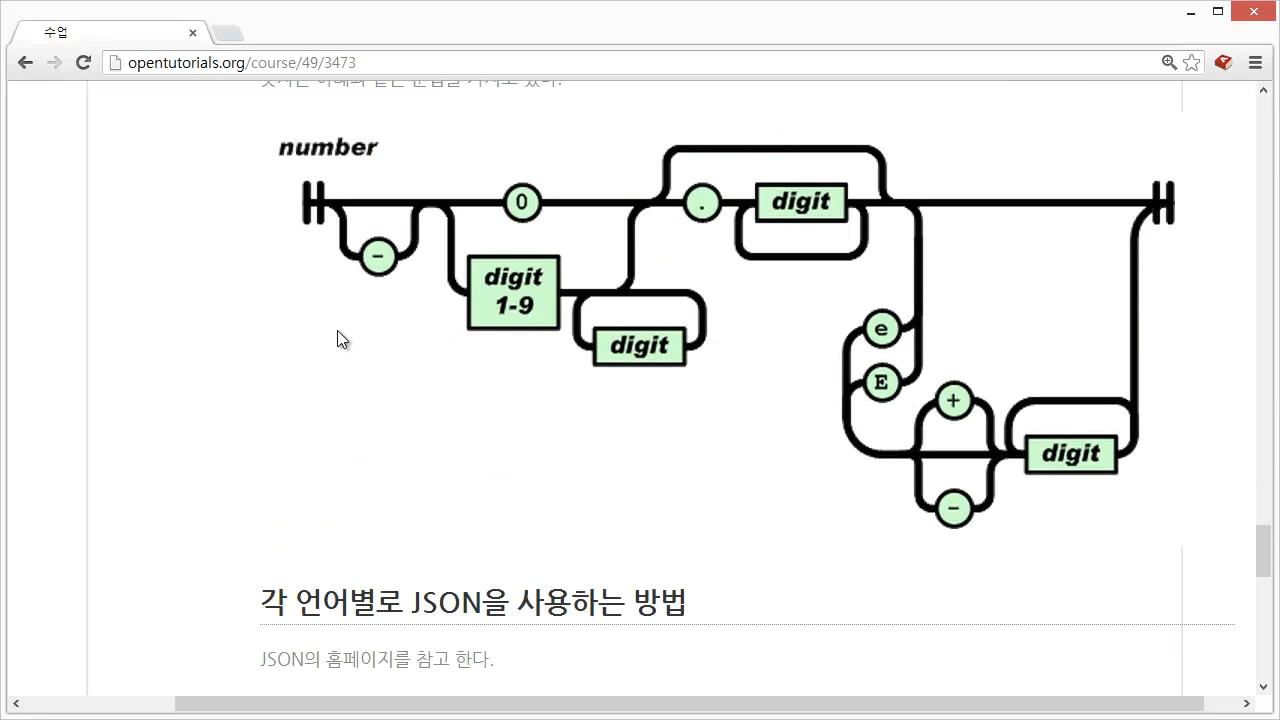 수업
opentutorials.org/course/49/3473
number
0
.
digit
-
digit
1-9
digit
e
E
+
digit
-
각 언어별로 JSON을 사용하는 방법
JSON의 홈페이지를 참고 한다.